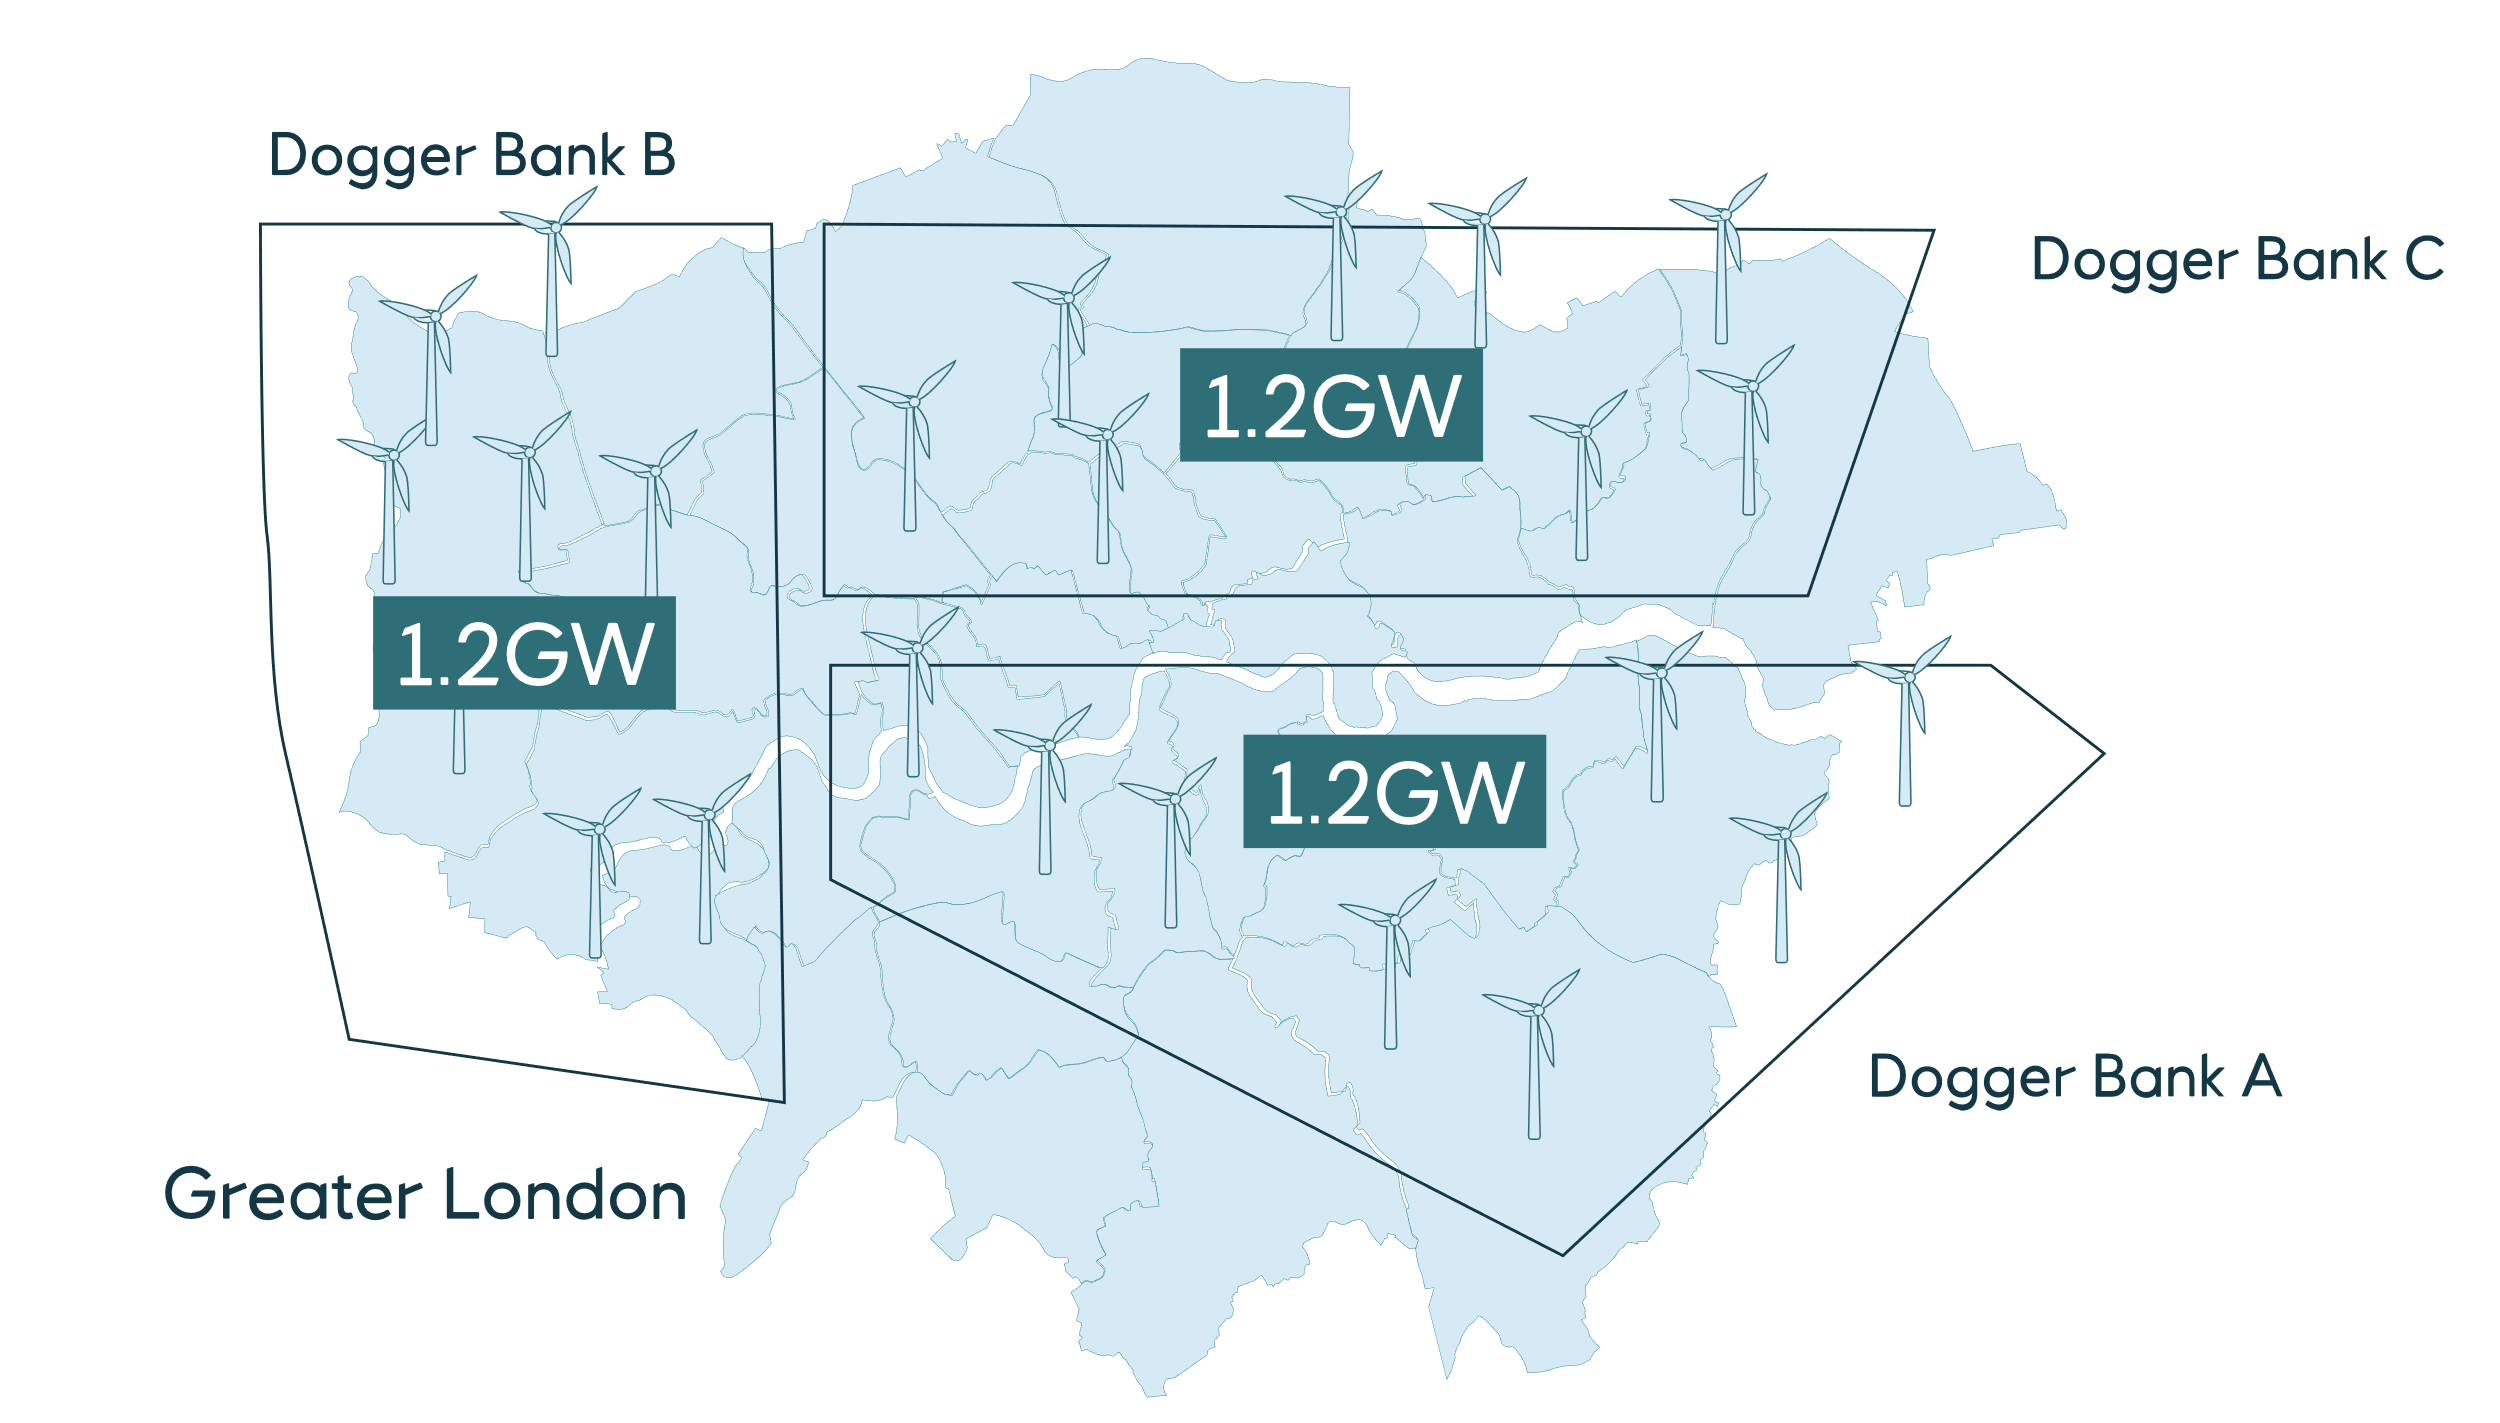 Dogger Bank B
Dogger Bank C
1.2GW
1.2GW
1.2GW
Dogger Bank A
Greater London